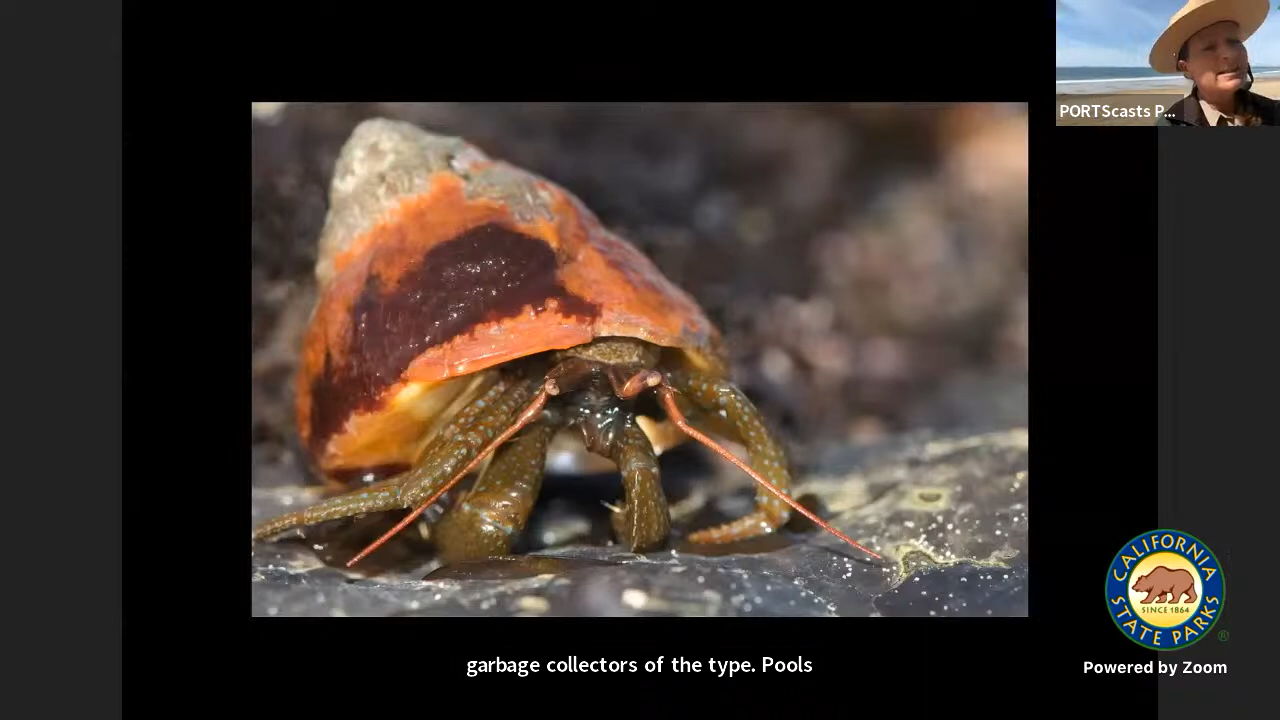 PORTScasts P...
garbage collectors of the type. Pools
CALIFORNIA
SINCE 1864
STATE PARKS
®
Powered by Zoom